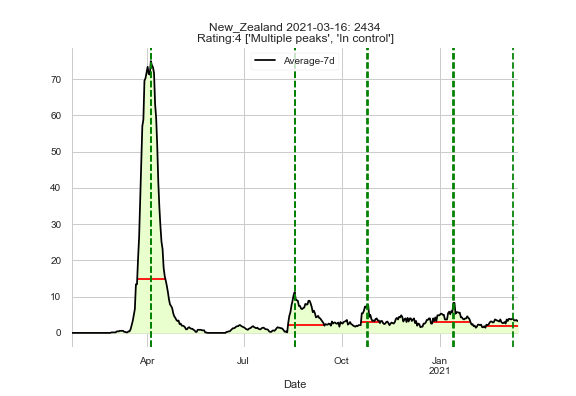 New_Zealand 2021-03-16: 2434
Rating:4 ['Multiple peaks', 'In control']
Average-7d
70
60
50
40
30
20
10
0
Apr Jul Oct Jan
2021
Date